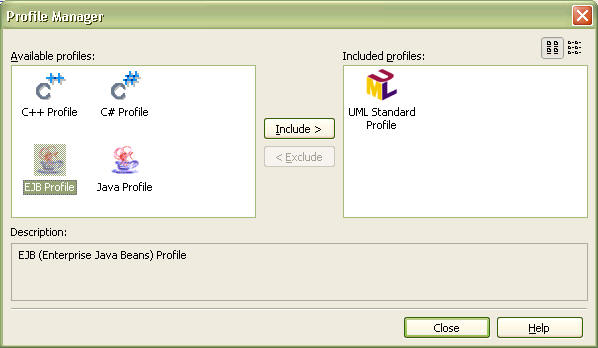 Profile Manager
Available profiles:
Included profiles:
C++ Profile
C# Profile
EJB Profile
Java Profile
Include >
< Exclude
UML
UML Standard
Profile
Description:
EJB (Enterprise Java Beans) Profile
Close
Help